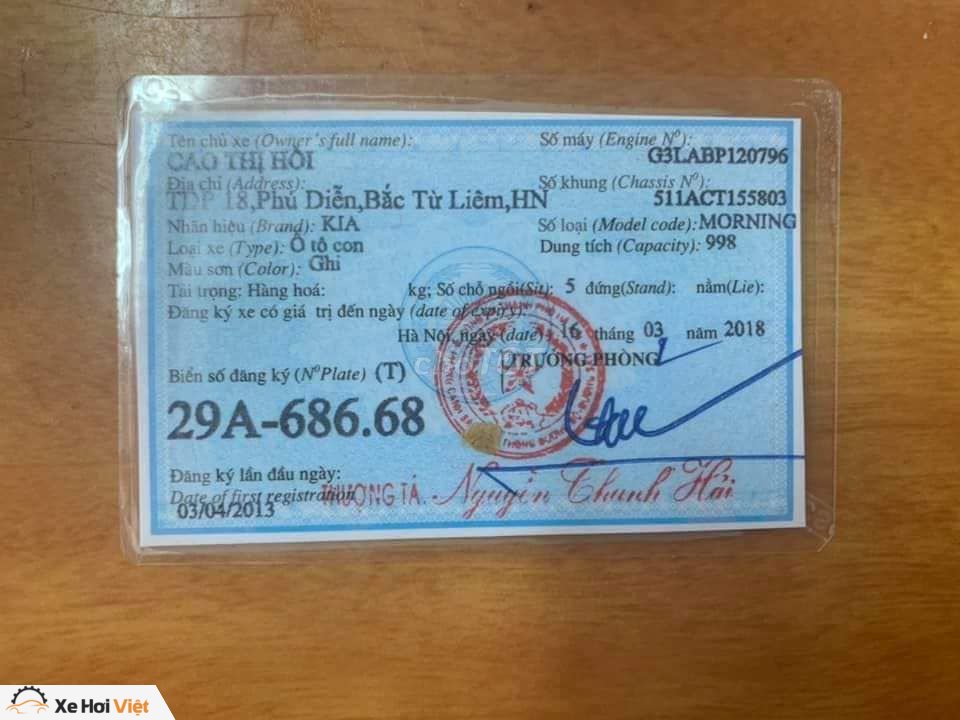 Tên chủ xe (Owner's full name):
CAO THỊ HỒI
Địa chỉ (Address):
TDP 18,Phú Diễn,Bắc Từ Liêm,HN
Nhãn hiệu (Brand): KIA
Loại xe (Type): Ô tô con
Màu sơn (Color): Ghi
Số máy (Engine Nº):
G3LABP120796
Số khung (Chassis Nº):
511ACT155803
Số loại (Model code): MORNING
Dung tích (Capacity): 998
Tải trọng: Hàng hoá: kg; Số chỗ ngồi(Sit): 5 đứng(Stand): nằm(Lie):
Đăng ký xe có giá trị đến ngày (date of expiry):
Hà Nội, ngày (date) 16 tháng 03 năm 2018
TRƯỞNG PHÒNG
Biển số đăng ký (NºPlate) (T)
29A-686.68
Đăng ký lần đầu ngày:
Date of first registration
03/04/2013
THƯỢNG TÁ. Nguyễn Thanh Hải
Xe Hơi Việt